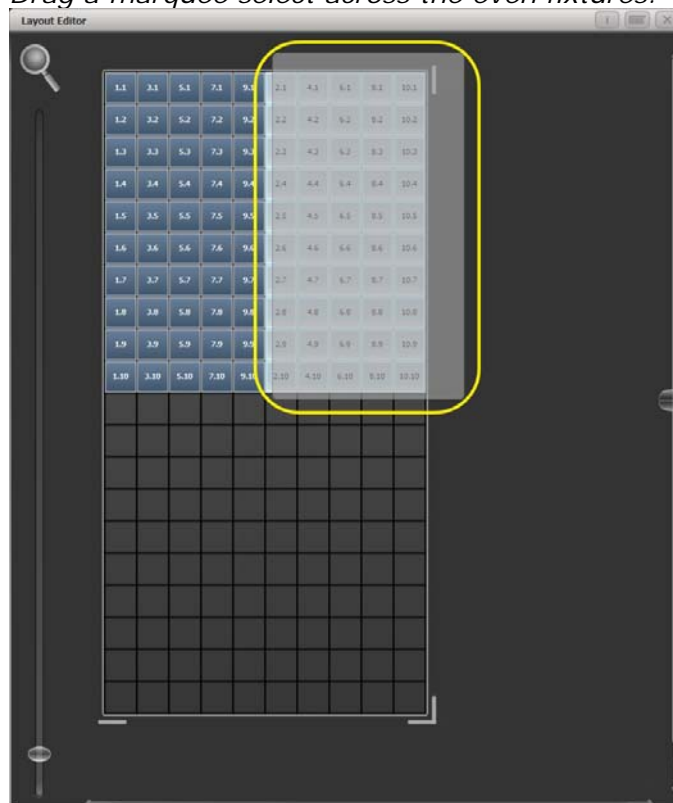 Drag a marquee select across the even fixtures.
Layout Editor
1.1 3.1 5.1 7.1 9.1 2.1 4.1 6.1 8.1 10.1
1.2 3.2 5.2 7.2 9.2 2.2 4.2 6.2 8.2 10.2
1.3 3.3 5.3 7.3 9.3 2.3 4.3 6.3 8.3 10.3
1.4 3.4 5.4 7.4 9.4 2.4 4.4 6.4 8.4 10.4
1.5 3.5 5.5 7.5 9.5 2.5 4.5 6.5 8.5 10.5
1.6 3.6 5.6 7.6 9.6 2.6 4.6 6.6 8.6 10.6
1.7 3.7 5.7 7.7 9.7 2.7 4.7 6.7 8.7 10.7
1.8 3.8 5.8 7.8 9.8 2.8 4.8 6.8 8.8 10.8
1.9 3.9 5.9 7.9 9.9 2.9 4.9 6.9 8.9 10.9
1.10 3.10 5.10 7.10 9.10 2.10 4.10 6.10 8.10 10.10